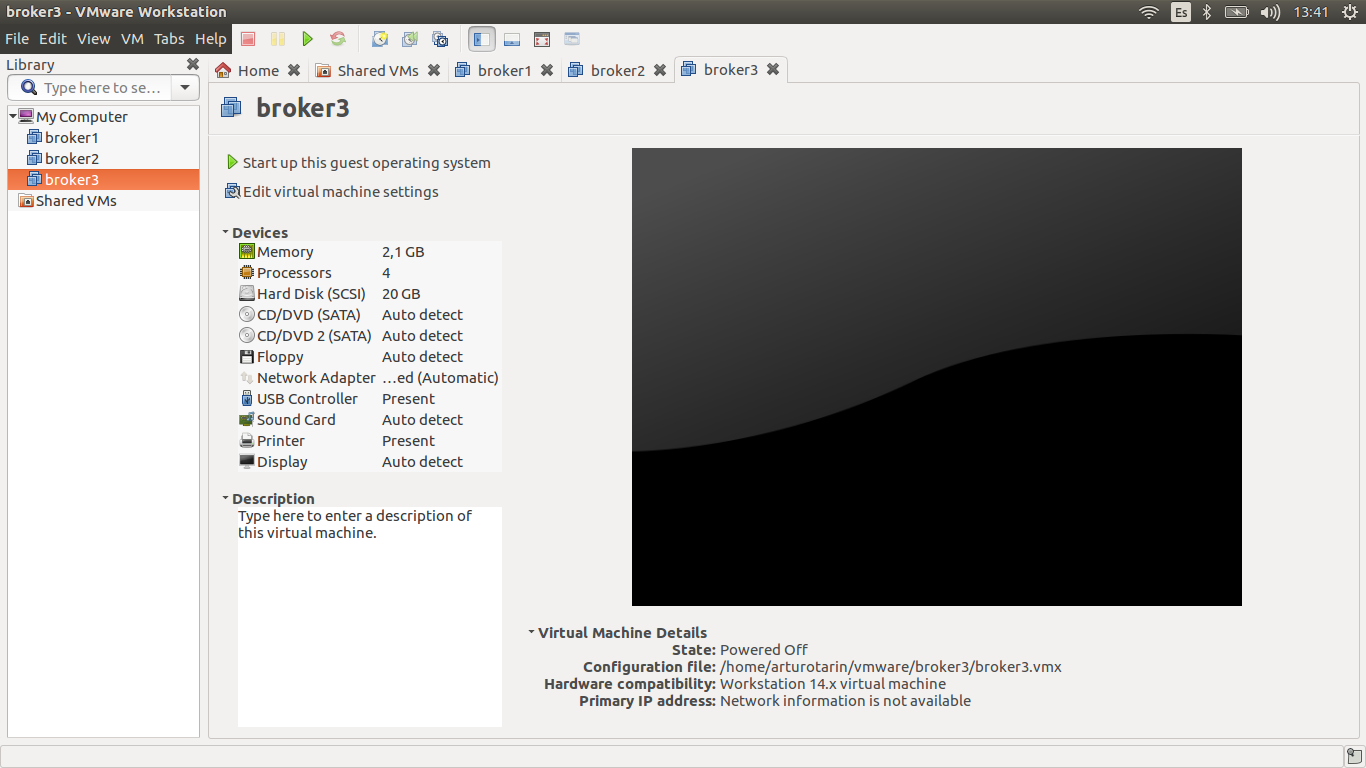 broker3 - VMware Workstation
Es
13:41
File Edit View VM Tabs Help
Library
Type here to se...
My Computer
broker1
broker2
broker3
Shared VMs
Home
Shared VMs
broker1
broker2
broker3
broker3
Start up this guest operating system
Edit virtual machine settings
Devices
Memory 2,1 GB
Processors 4
Hard Disk (SCSI) 20 GB
CD/DVD (SATA) Auto detect
CD/DVD 2 (SATA) Auto detect
Floppy Auto detect
Network Adapter ...ed (Automatic)
USB Controller Present
Sound Card Auto detect
Printer Present
Display Auto detect
Description
Type here to enter a description of
this virtual machine.
Virtual Machine Details
State: Powered Off
Configuration file: /home/arturotarin/vmware/broker3/broker3.vmx
Hardware compatibility: Workstation 14.x virtual machine
Primary IP address: Network information is not available